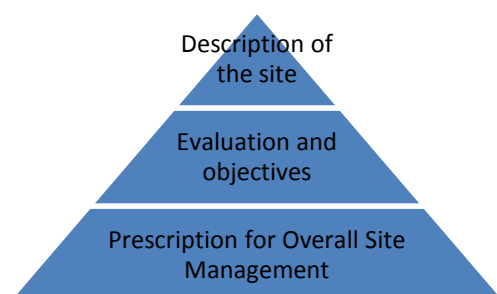 Description of
the site
Evaluation and
objectives
Prescription for Overall Site
Management